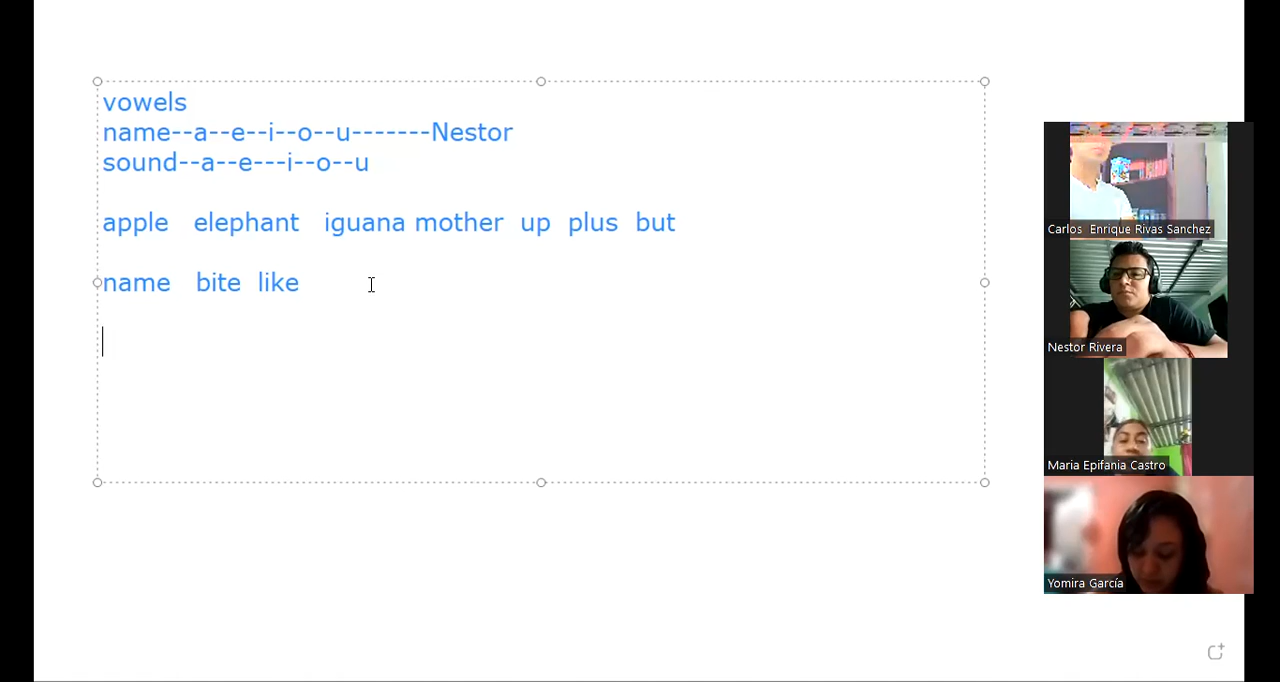 vowels
name--a--e--i--o--u-------Nestor
sound--a--e---i--o--u
apple elephant iguana mother up plus but
name bite like
Carlos Enrique Rivas Sanchez
Nestor Rivera
Maria Epifania Castro
Yomira García